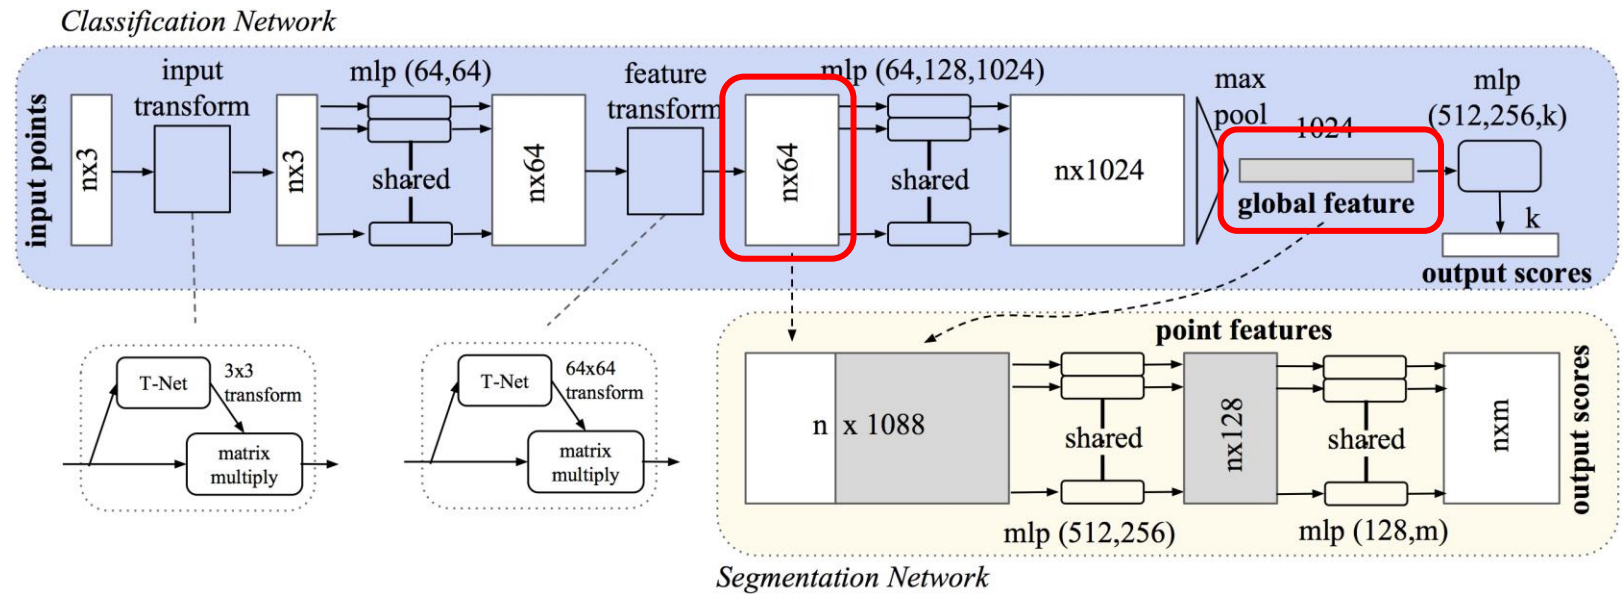 Classification Network
input points
nx3
input
transform
nx3
mlp (64,64)
shared
nx64
feature
transform
nx64
mlp (64,128,1024)
shared
nx1024
max
pool
1024
global feature
mlp
(512,256,k)
k
output scores
T-Net
3x3
transform
matrix
multiply
T-Net
64x64
transform
matrix
multiply
point features
n x 1088
shared
mlp (512,256)
nx128
shared
mlp (128,m)
nxm
output scores
Segmentation Network